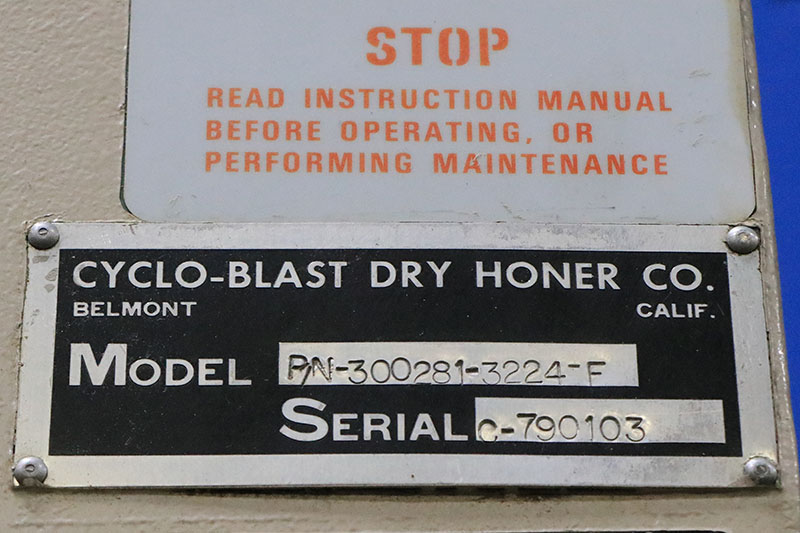 STOP
READ INSTRUCTION MANUAL
BEFORE OPERATING, OR
PERFORMING MAINTENANCE
CYCLO-BLAST DRY HONER CO.
BELMONT CALIF.
MODEL P/N-300281-3224-F
SERIAL C-790103